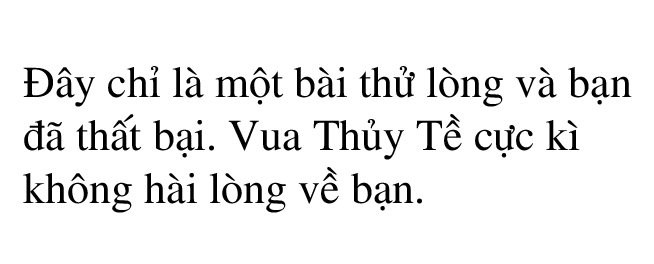 Đây chỉ là một bài thử lòng và bạn
đã thất bại. Vua Thủy Tề cực kì
không hài lòng về bạn.